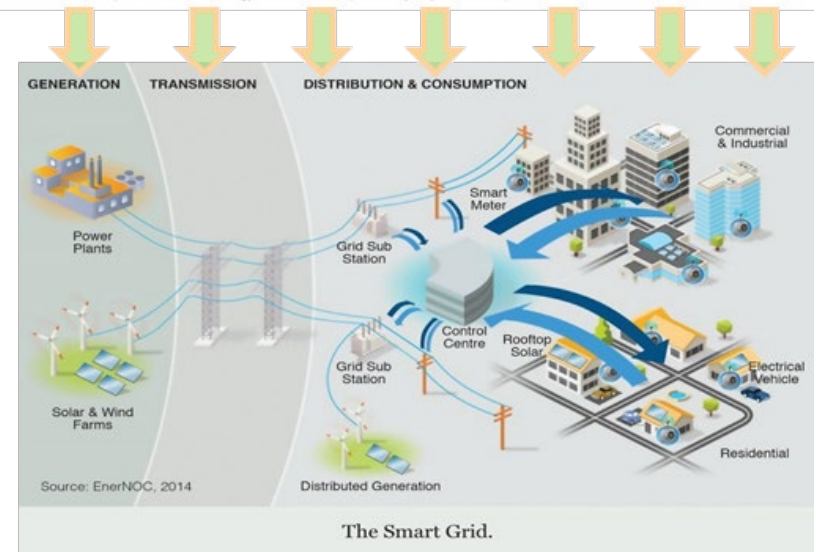 GENERATION
TRANSMISSION
DISTRIBUTION & CONSUMPTION
Commercial
& Industrial
Smart
Meter
Power
Plants
Grid Sub
Station
Control
Centre
Rooftop
Solar
Grid Sub
Station
Electrical
Vehicle
Solar & Wind
Farms
Residential
Source: EnerNOC, 2014
Distributed Generation
The Smart Grid.